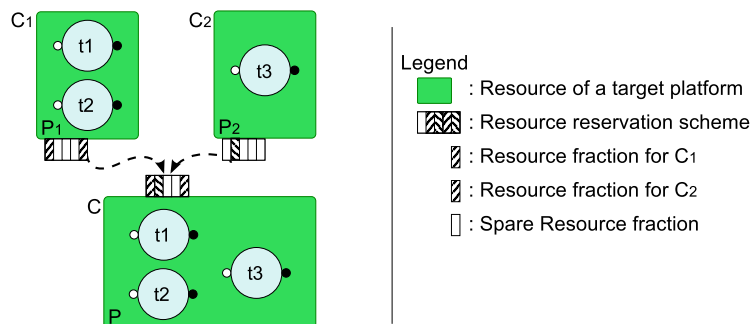 C1
t1
t2
P1
C2
t3
P2
C
t1
t2
t3
P
Legend
: Resource of a target platform
: Resource reservation scheme
: Resource fraction for C1
: Resource fraction for C2
: Spare Resource fraction